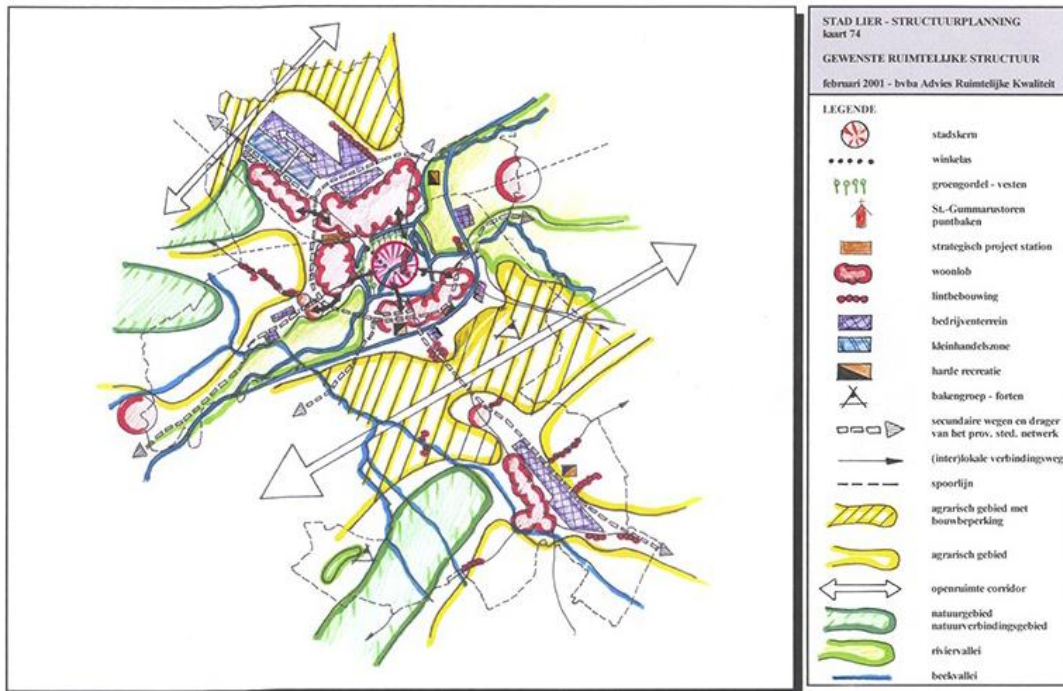 STAD LIER - STRUCTUURPLANNING
kaart 74
GEWENSTE RUIMTELIJKE STRUCTUUR
februari 2001 - bvba Advies Ruimtelijke Kwaliteit
LEGENDE
stadskern
winkelas
groengordel - vesten
St.-Gummarustoren
puntbaken
strategisch project station
woonlob
lintbebouwing
bedrijventerrein
kleinhandelszone
harde recreatie
bakengroep - forten
secundaire wegen en drager
van het prov. sted. netwerk
(inter)lokale verbindingsweg
spoorlijn
agrarisch gebied met
bouwbeperking
agrarisch gebied
openruimte corridor
natuurgebied
natuurverbindingsgebied
riviervallei
beekvallei